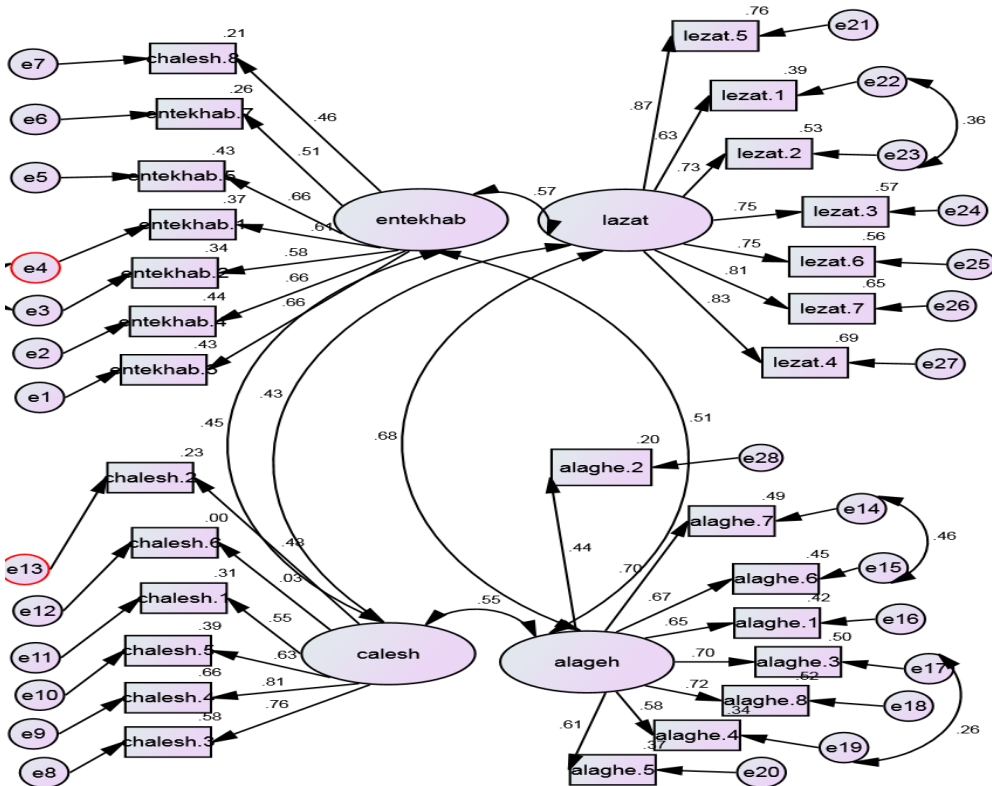 .76
e21
.21
lezat.5
e7
chalesh.8
.39
e22
.26
lezat.1
.87
e6
entekhab.7
.46
.63
.53
.36
.43
.51
lezat.2
e23
e5
entekhab.5
.73
.57
.37
.66
.57
.75
lezat.3
e24
entekhab.1
.61
entekhab
lazat
e4
.34
.58
.75
.56
entekhab.2
.66
lezat.6
e25
e3
.44
.66
.81
.65
entekhab.4
.83
lezat.7
e26
e2
.43
.69
entekhab.3
lezat.4
e27
e1
.43
.45
.51
.68
.20
.23
alaghe.2
e28
chalesh.2
.49
e14
.00
alaghe.7
.46
e13
chalesh.6
.48
.44
.45
e15
.31
.03
.70
alaghe.6
e12
chalesh.1
.55
.67
.42
e16
.39
.55
.65
alaghe.1
e11
chalesh.5
.63
.50
.66
calesh
alageh
.70
alaghe.3
e17
e10
chalesh.4
.81
.52
.58
.76
.72
alaghe.8
e18
e9
chalesh.3
.58
.34
.26
.61
alaghe.4
e19
e8
.37
alaghe.5
e20